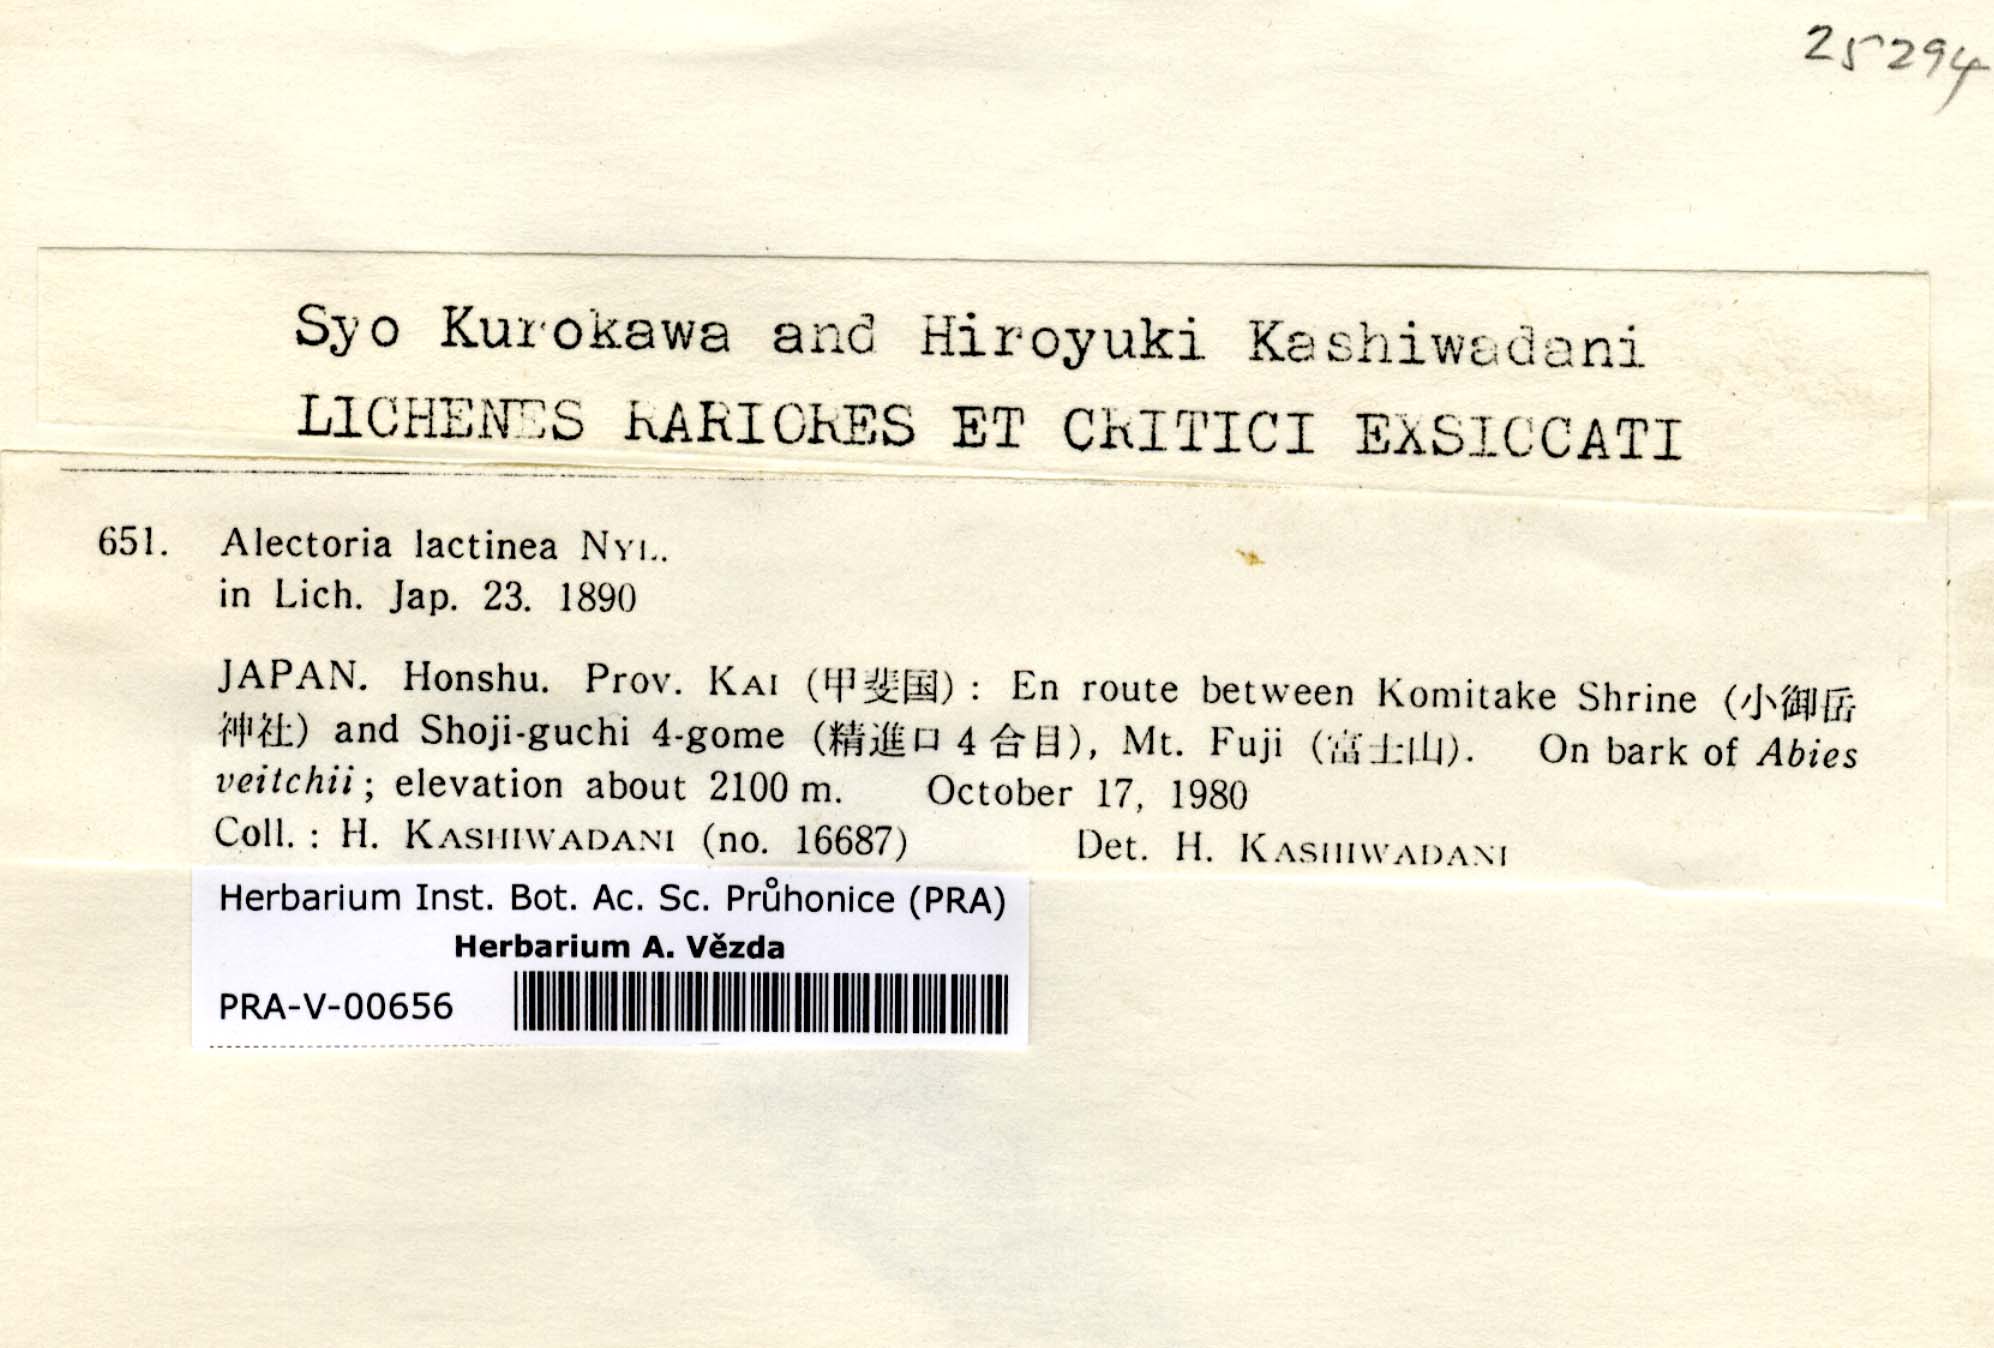 25294
Syo Kurokawa and Hiroyuki Kashiwadani
LICHENES RARIORES ET CRITICI EXSICCATI
651. Alectoria lactinea NYL.
in Lich. Jap. 23. 1890
JAPAN. Honshu. Prov. KAI (甲斐国) : En route between Komitake Shrine (小御岳
神社) and Shoji-guchi 4-gome (精進口4合目), Mt. Fuji (富士山). On bark of Abies
veitchii ; elevation about 2100 m. October 17, 1980
Coll. : H. KASHIWADANI (no. 16687) Det. H. KASHIWADANI
Herbarium Inst. Bot. Ac. Sc. Průhonice (PRA)
Herbarium A. Vězda
PRA-V-00656